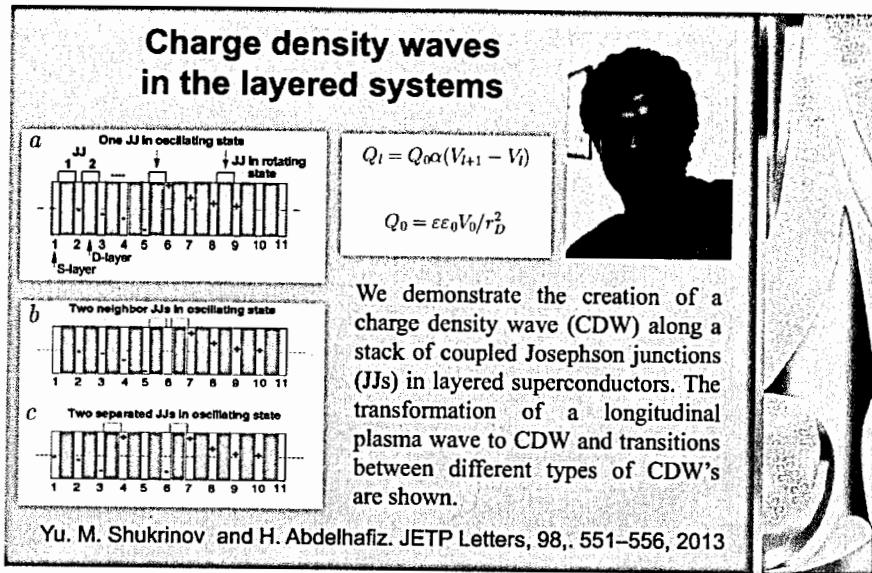 Charge density waves
in the layered systems
a
One JJ in oscillating state
JJ
1 2 ....
JJ in rotating
state
1 2 3 4 5 6 7 8 9 10 11
D-layer
S-layer
b
Two neighbor JJs in oscillating state
1 2 3 4 5 6 7 8 9 10 11
c
Two separated JJs in oscillating state
1 2 3 4 5 6 7 8 9 10 11
Q_l = Q_0α(V_{l+1} − V_l)
Q_0 = εε_0V_0/r_D^2
We demonstrate the creation of a
charge density wave (CDW) along a
stack of coupled Josephson junctions
(JJs) in layered superconductors. The
transformation of a longitudinal
plasma wave to CDW and transitions
between different types of CDW's
are shown.
Yu. M. Shukrinov and H. Abdelhafiz. JETP Letters, 98,. 551–556, 2013